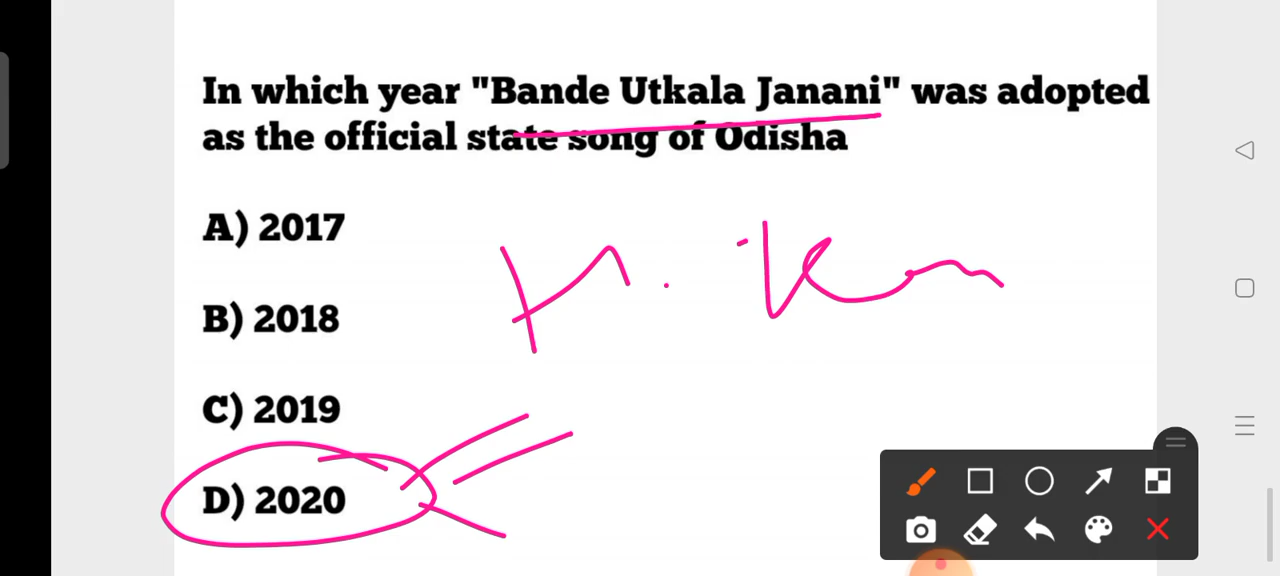 In which year "Bande Utkala Janani" was adopted
as the official state song of Odisha
A) 2017
B) 2018
C) 2019
D) 2020